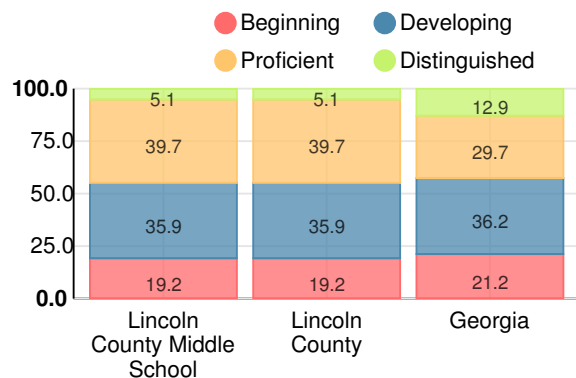 Beginning Developing
Proficient Distinguished
100.0
5.1 5.1 12.9
75.0
39.7 39.7 29.7
50.0
35.9 35.9 36.2
25.0
19.2 19.2 21.2
0.0
Lincoln Lincoln Georgia
County Middle County
School